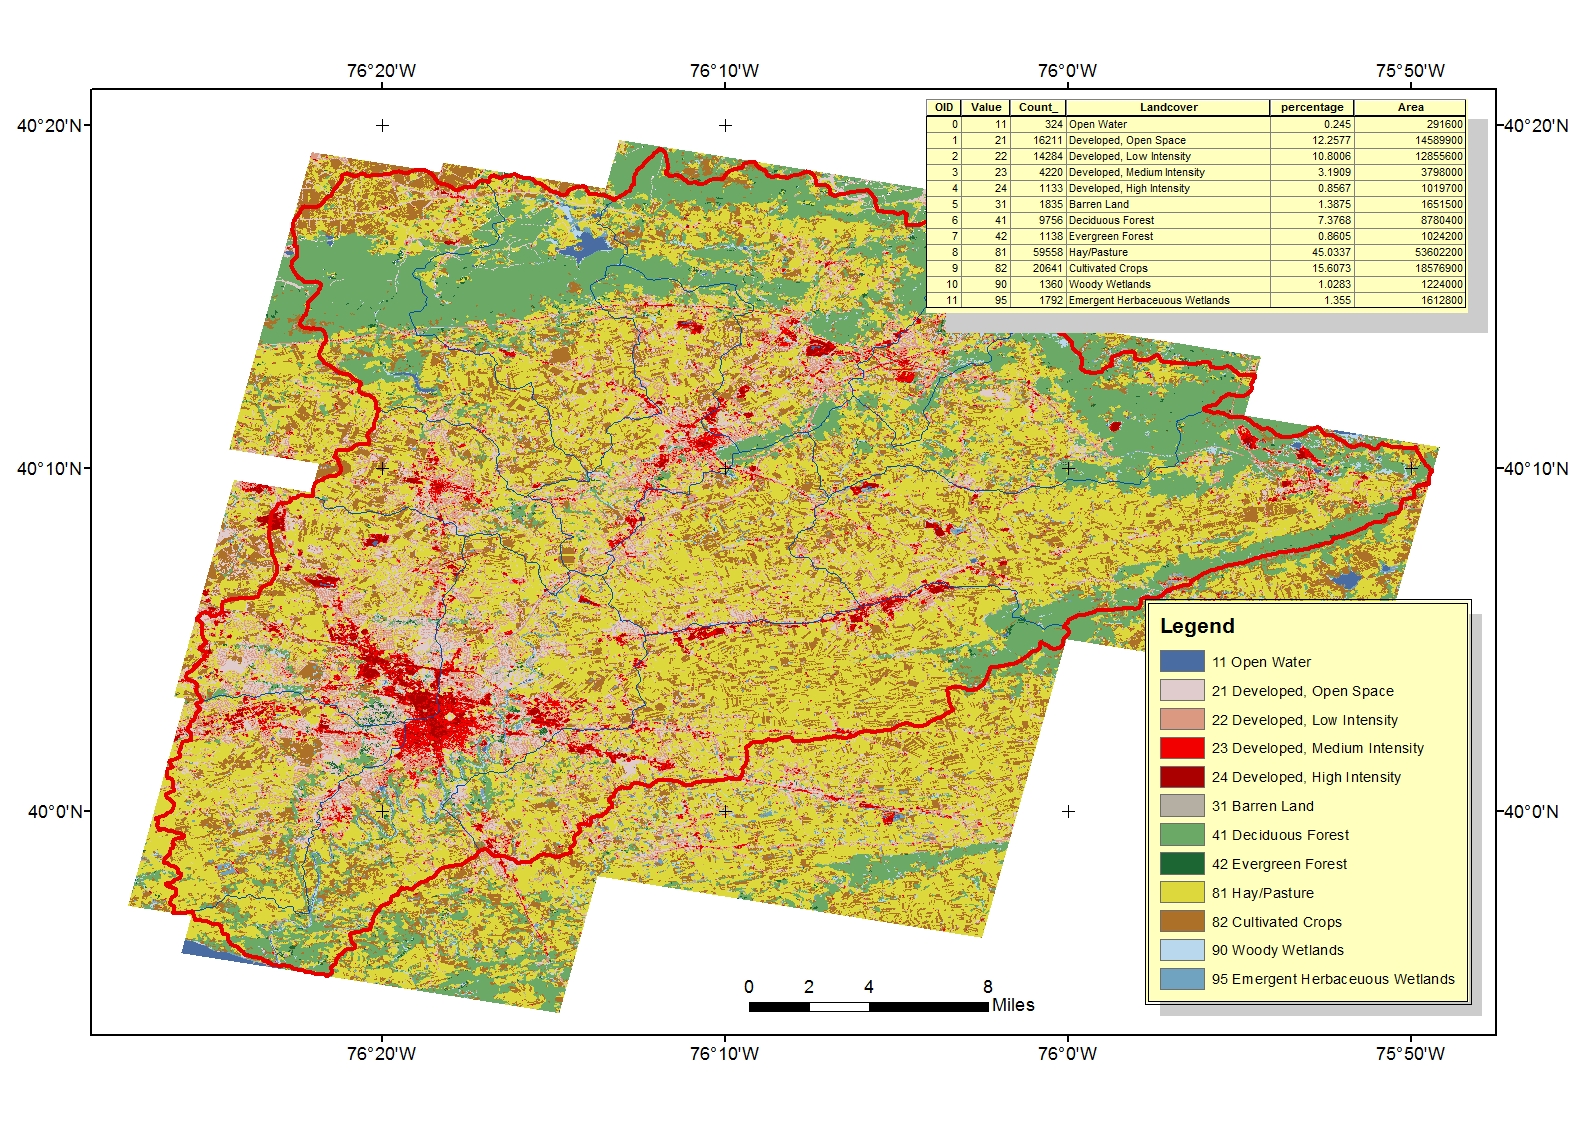 76°20'W 76°10'W 76°0'W 75°50'W
40°20'N 40°20'N
OID Value Count_ Landcover percentage Area
0 11 324 Open Water 0.245 291600
1 21 16211 Developed, Open Space 12.2577 14589900
2 22 14284 Developed, Low Intensity 10.8006 12855600
3 23 4220 Developed, Medium Intensity 3.1909 3798000
4 24 1133 Developed, High Intensity 0.8567 1019700
5 31 1835 Barren Land 1.3875 1651500
6 41 9756 Deciduous Forest 7.3768 8780400
7 42 1138 Evergreen Forest 0.8605 1024200
8 81 59558 Hay/Pasture 45.0337 53602200
9 82 20641 Cultivated Crops 15.6073 18576900
10 90 1360 Woody Wetlands 1.0283 1224000
11 95 1792 Emergent Herbaceuous Wetlands 1.355 1612800
40°10'N 40°10'N
Legend
11 Open Water
21 Developed, Open Space
22 Developed, Low Intensity
23 Developed, Medium Intensity
24 Developed, High Intensity
31 Barren Land
41 Deciduous Forest
42 Evergreen Forest
81 Hay/Pasture
82 Cultivated Crops
90 Woody Wetlands
95 Emergent Herbaceuous Wetlands
40°0'N 40°0'N
0 2 4 8
Miles
76°20'W 76°10'W 76°0'W 75°50'W